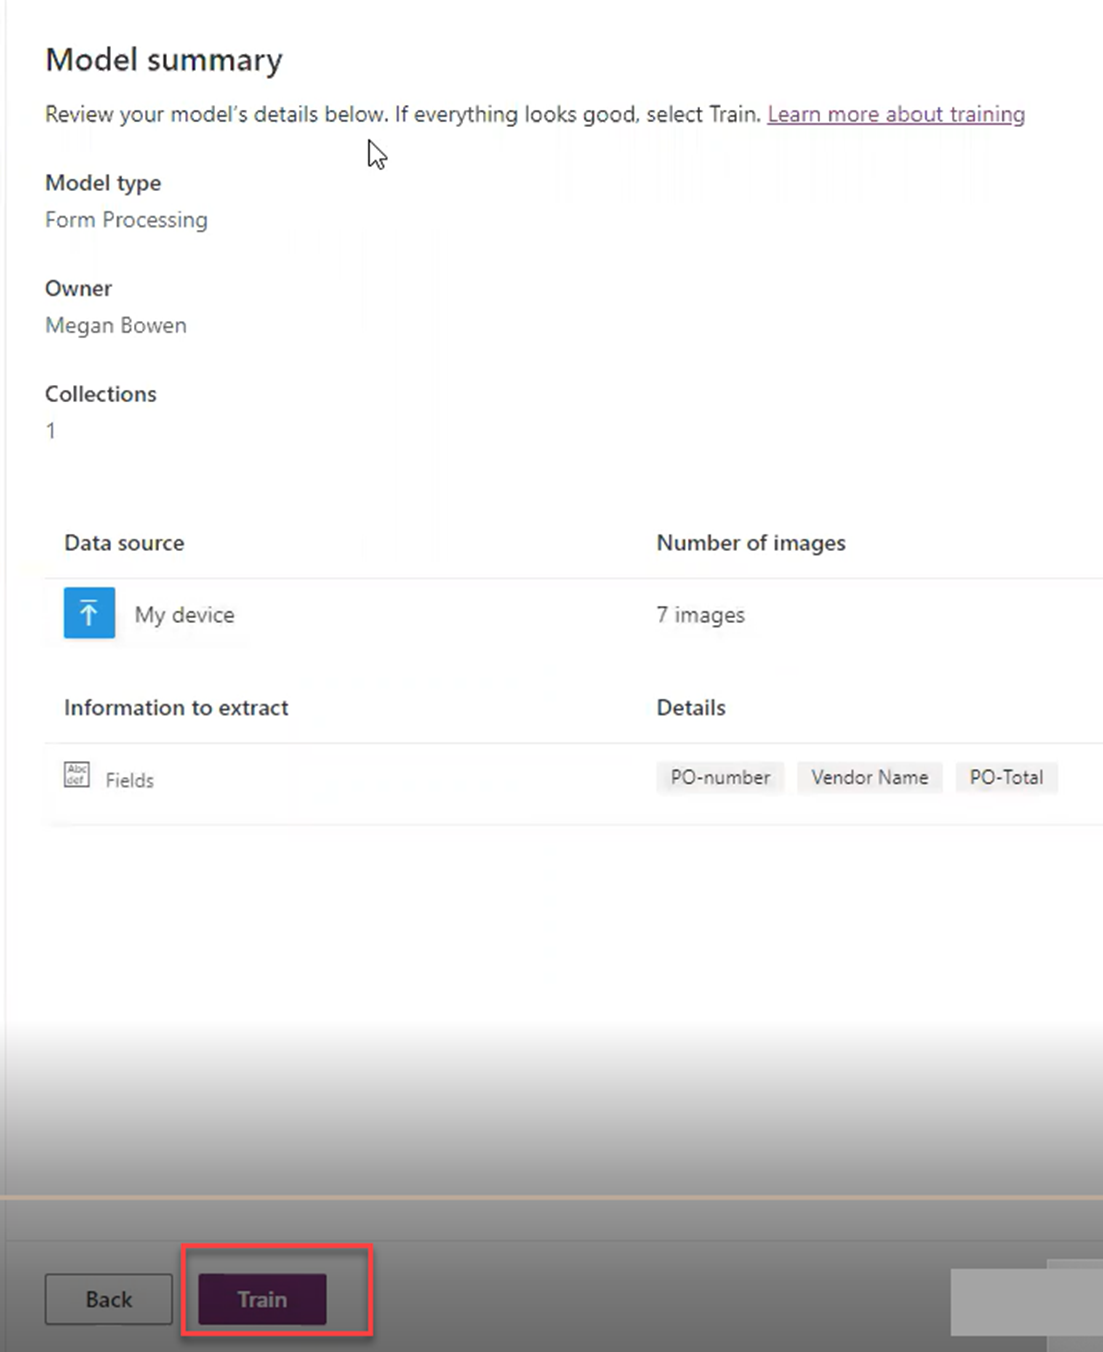 Model summary
Review your model's details below. If everything looks good, select Train. Learn more about training
Model type
Form Processing
Owner
Megan Bowen
Collections
1
Data source Number of images
My device 7 images
Information to extract Details
Abc
def
Fields PO-number Vendor Name PO-Total
Back Train